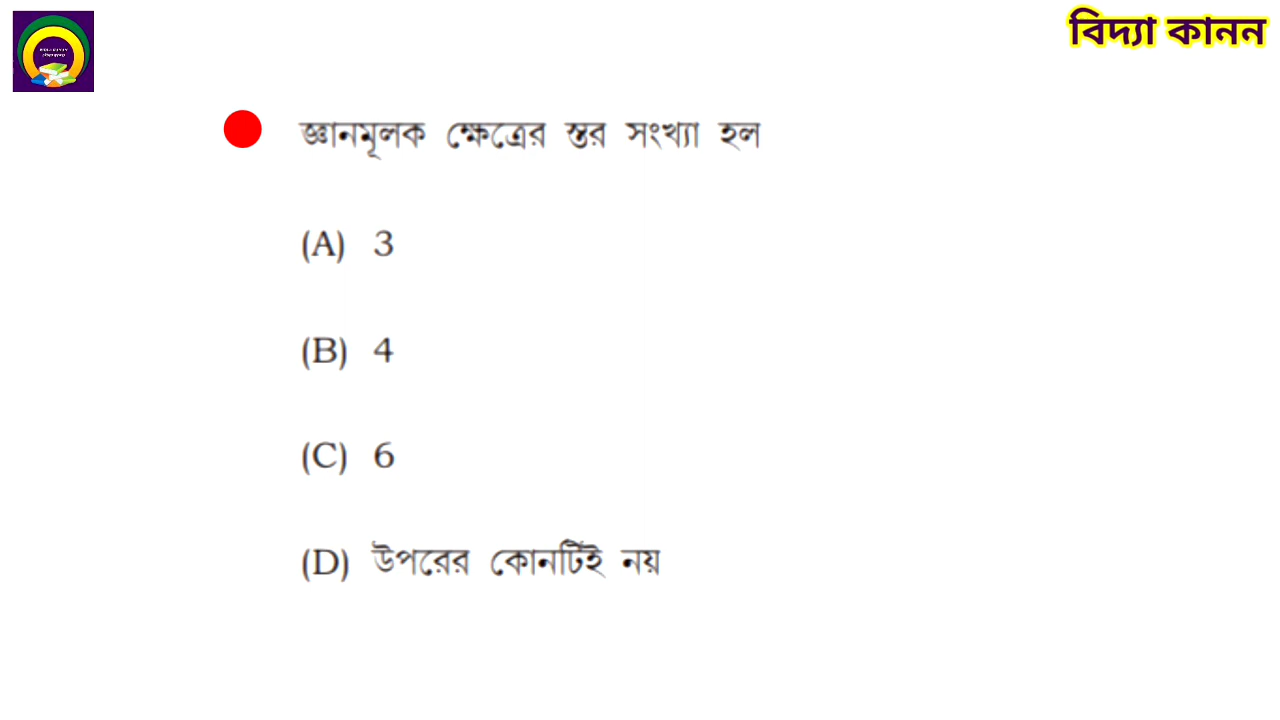 বিদ্যা কানন
জ্ঞানমূলক ক্ষেত্রের স্তর সংখ্যা হল
(A) 3
(B) 4
(C) 6
(D) উপরের কোনটিই নয়